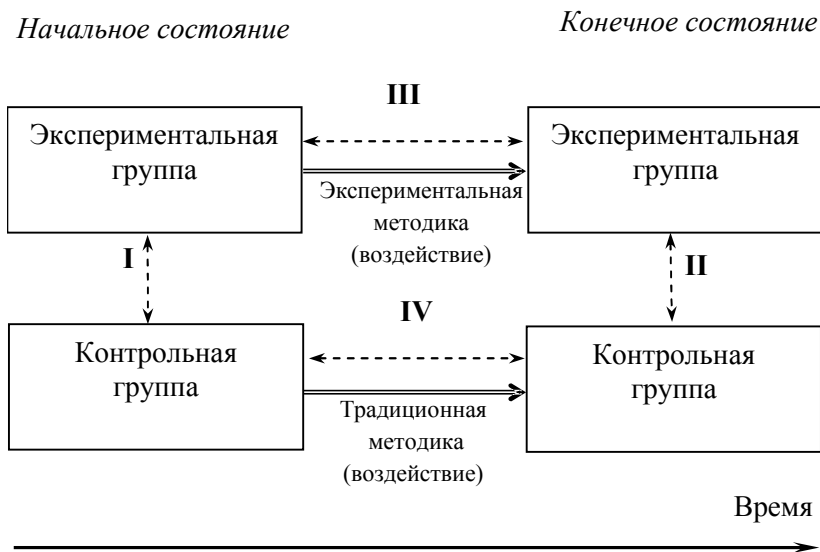 Начальное состояние
Конечное состояние
III
Экспериментальная
группа
Экспериментальная
группа
Экспериментальная
методика
(воздействие)
I
II
IV
Контрольная
группа
Контрольная
группа
Традиционная
методика
(воздействие)
Время